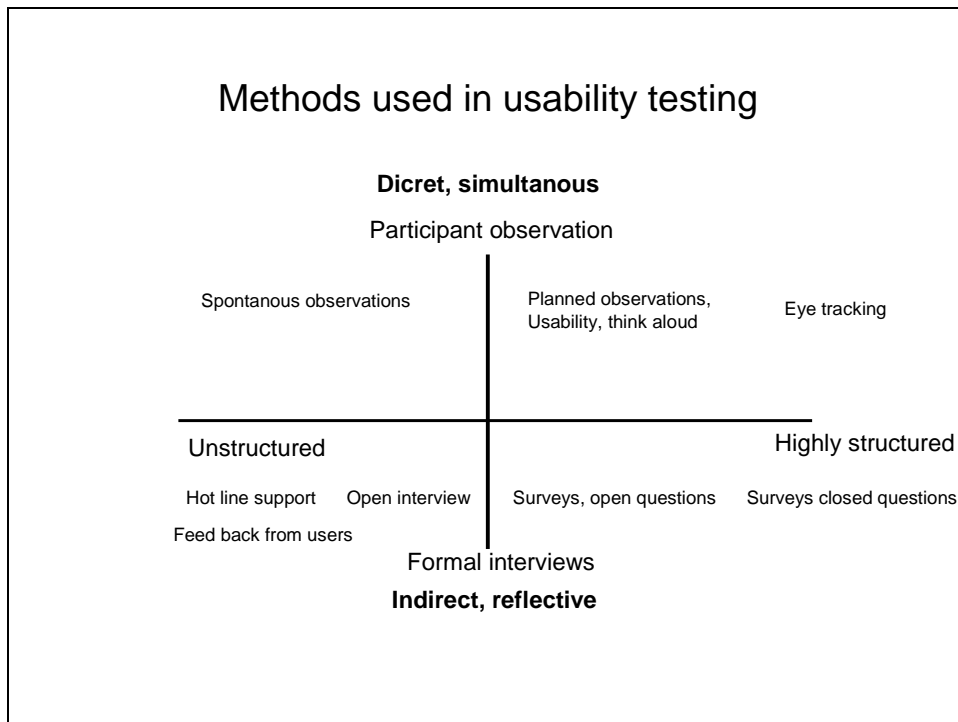 Methods used in usability testing
Dicret, simultanous
Participant observation
Spontanous observations
Planned observations,
Usability, think aloud
Eye tracking
Unstructured
Highly structured
Hot line support
Open interview
Surveys, open questions
Surveys closed questions
Feed back from users
Formal interviews
Indirect, reflective